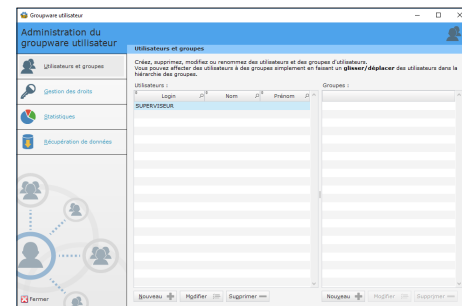 Groupware utilisateur
Administration du
groupware utilisateur
Utilisateurs et groupes
Gestion des droits
Statistiques
Récupération de données
Fermer
Utilisateurs et groupes
Créez, supprimez, modifiez ou renommez des utilisateurs et des groupes d'utilisateurs.
Vous pouvez affecter des utilisateurs à des groupes simplement en faisant un glisser/déplacer des utilisateurs dans la
hiérarchie des groupes.
Utilisateurs :
Login Nom Prénom
SUPERVISEUR
Nouveau Modifier Supprimer
Groupes :
Nouveau Modifier Supprimer